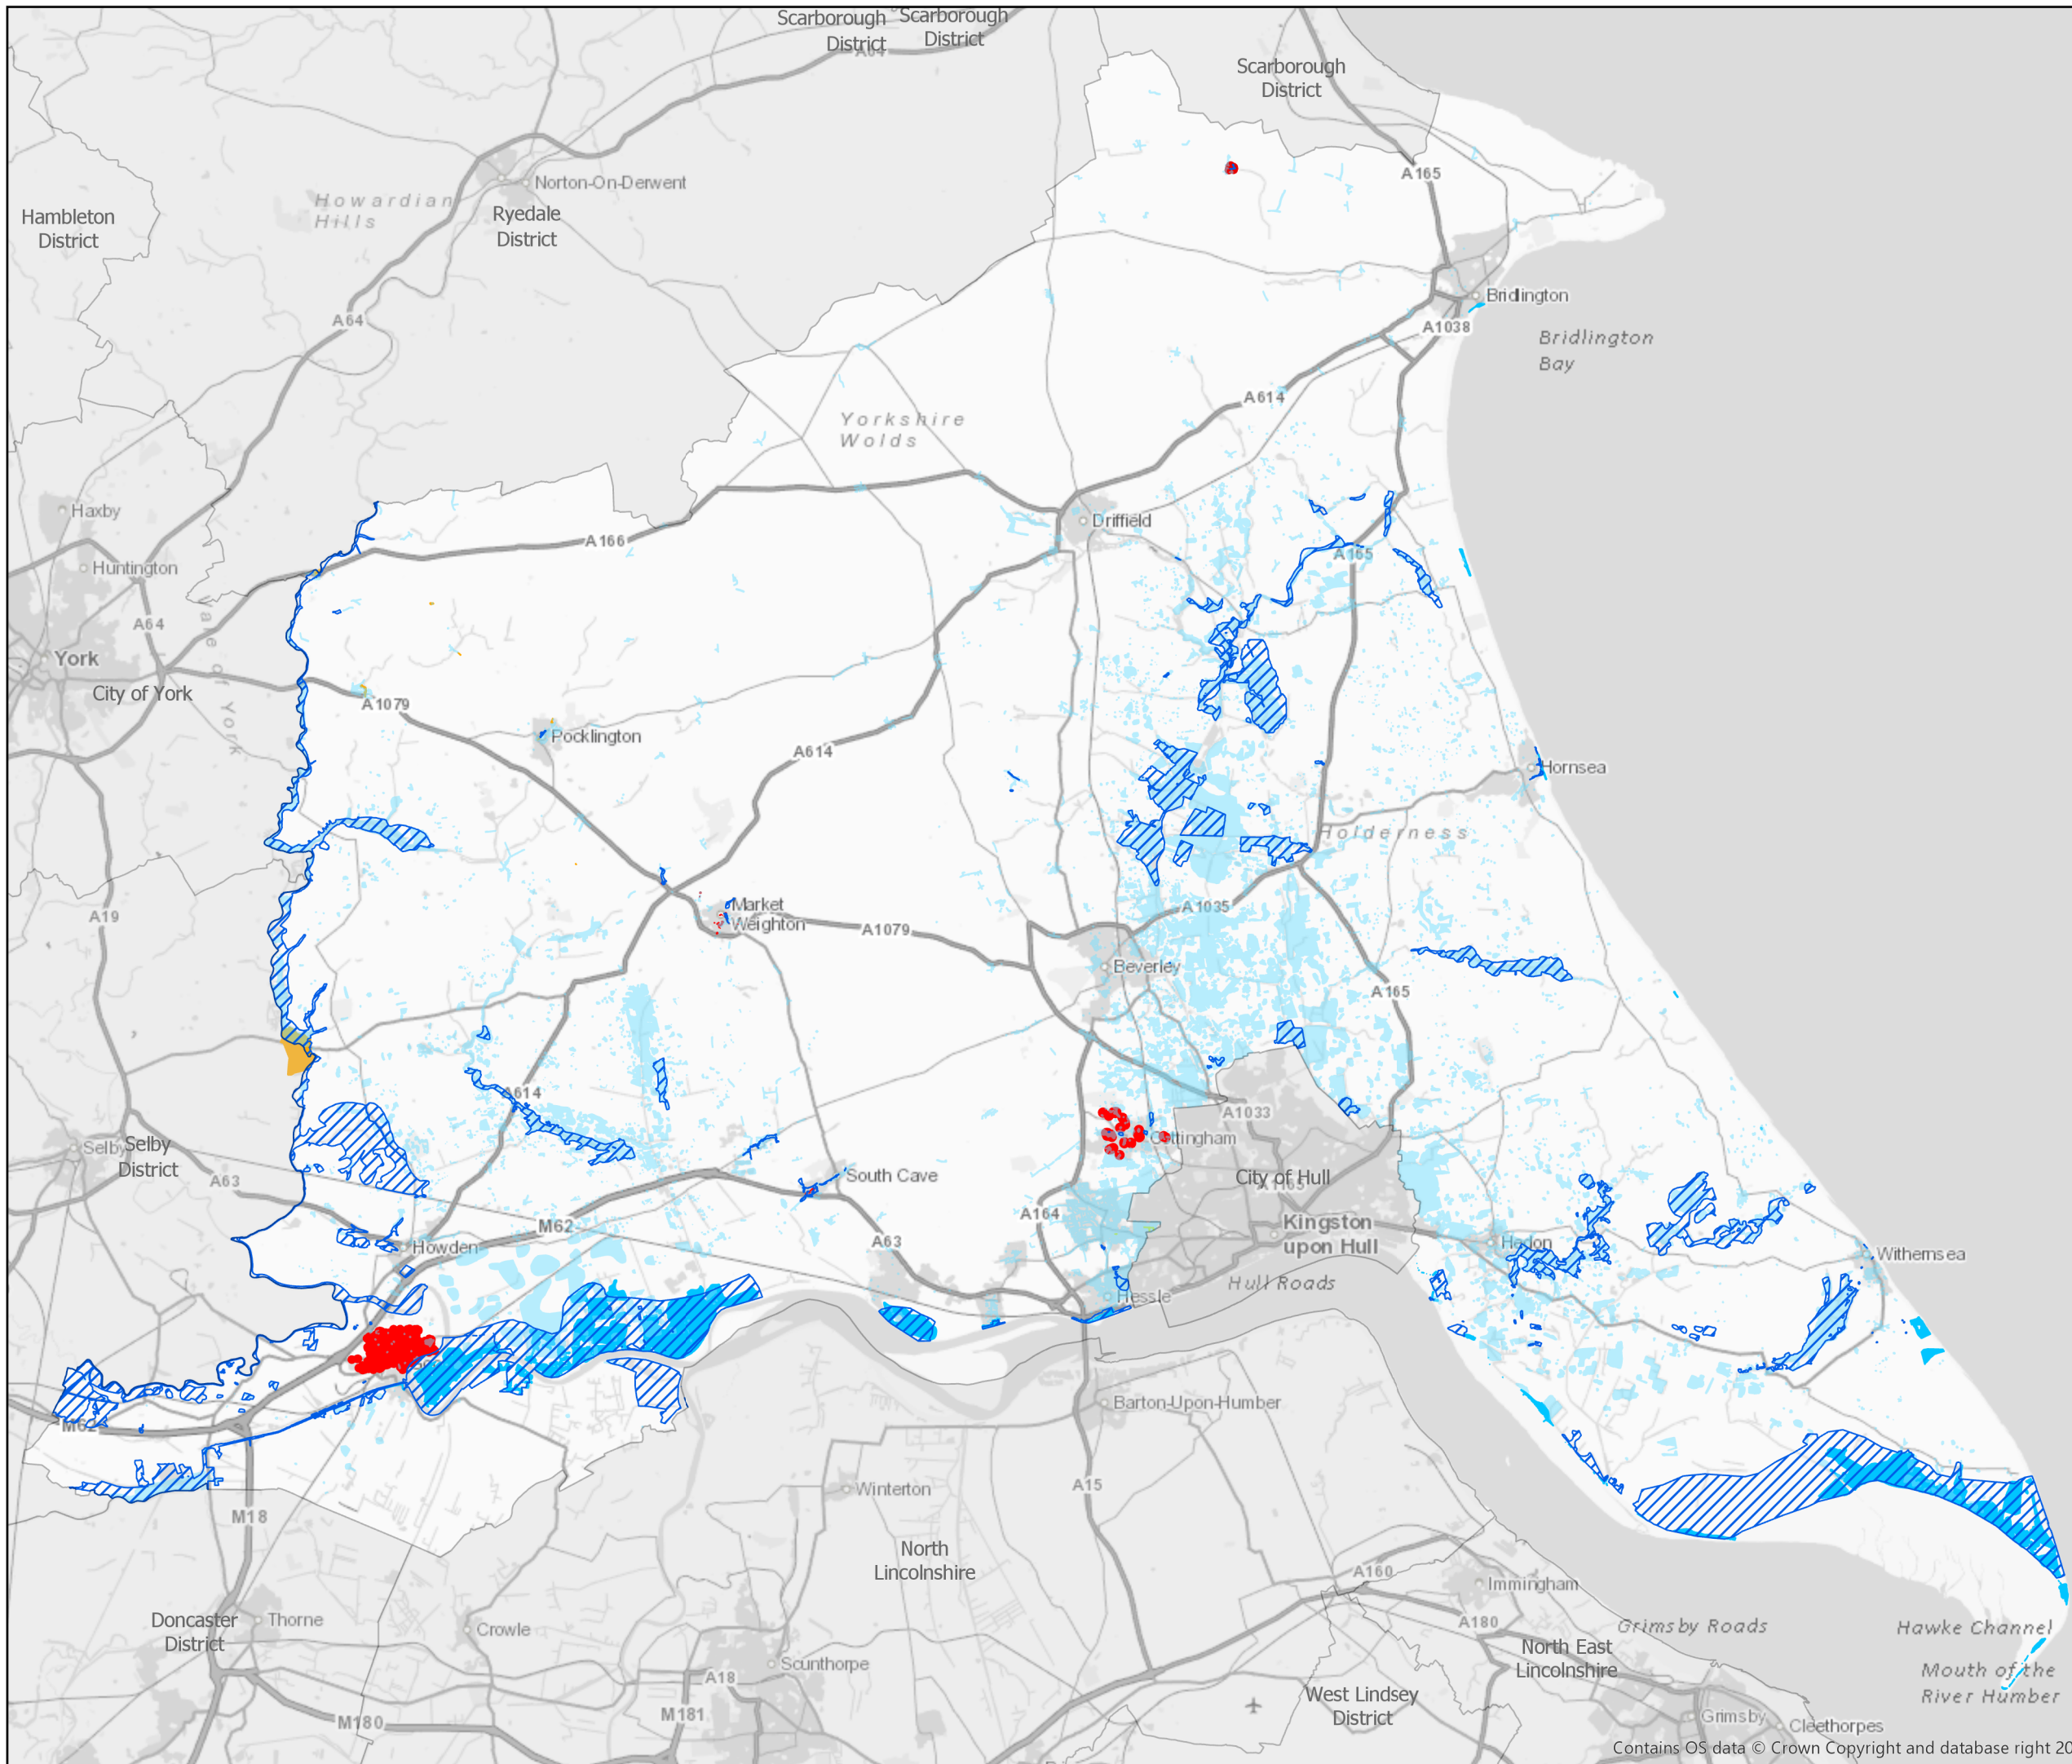 Scarborough
District
Scarborough
District
A64
Scarborough
District
A165
Norton-On-Derwent
Howardian
Hills
Ryedale
District
Hambleton
District
Bridlington
A64
A1038
Bridlington
Bay
A614
Yorkshire
Wolds
Haxby
Driffield
A166
A165
Huntington
A64
Vale of York
York
City of York
A1079
Pocklington
A614
Hornsea
Holderness
Market
Weighton
A1035
A19
A1079
Beverley
A165
A614
A1033
Cottingham
Selby
Selby
District
A63
South Cave
City of Hull
A164
M62
Kingston
upon Hull
Howden
A63
Hedon
Withernsea
Hull Roads
Hessle
Barton-Upon-Humber
M62
A15
Winterton
M18
North
Lincolnshire
A160
Immingham
Doncaster
District
Thorne
Crowle
A180
Grimsby Roads
Hawke Channel
North East
Lincolnshire
Scunthorpe
A18
Mouth of the
River Humber
West Lindsey
District
M181
M180
Grimsby
Cleethorpes
Contains OS data © Crown Copyright and database right 20